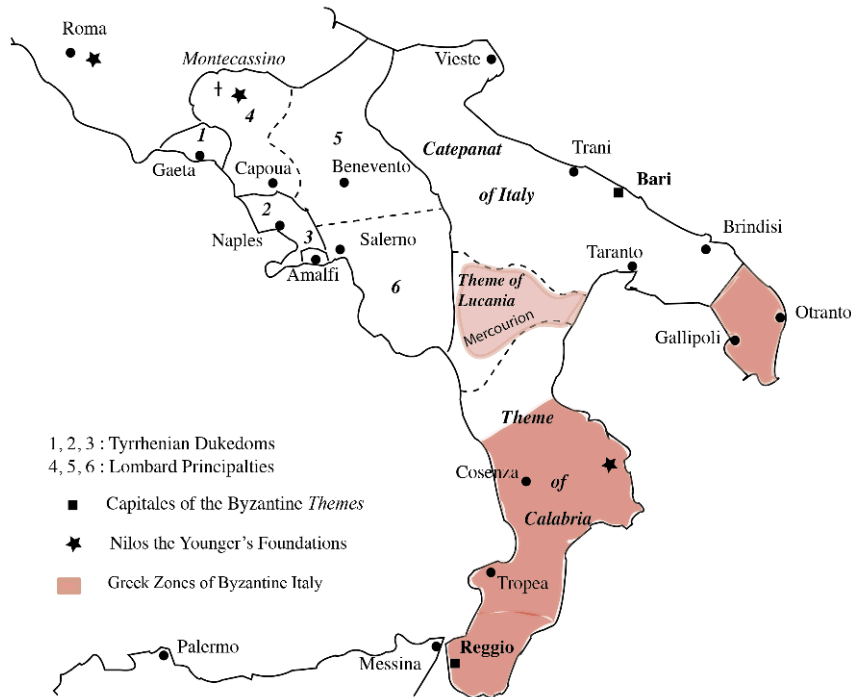 Roma
Montecassino
4
1
Gaeta
Capoua
5
Benevento
2
Naples
3
Amalfi
Salerno
6
Vieste
Catepanat
of Italy
Trani
Bari
Brindisi
Taranto
Otranto
Gallipoli
Theme of
Lucania
Mercourion
Theme
of
Calabria
Cosenza
Tropea
Reggio
Messina
Palermo
1, 2, 3 : Tyrrhenian Dukedoms
4, 5, 6 : Lombard Principalties
Capitales of the Byzantine Themes
Nilos the Younger's Foundations
Greek Zones of Byzantine Italy